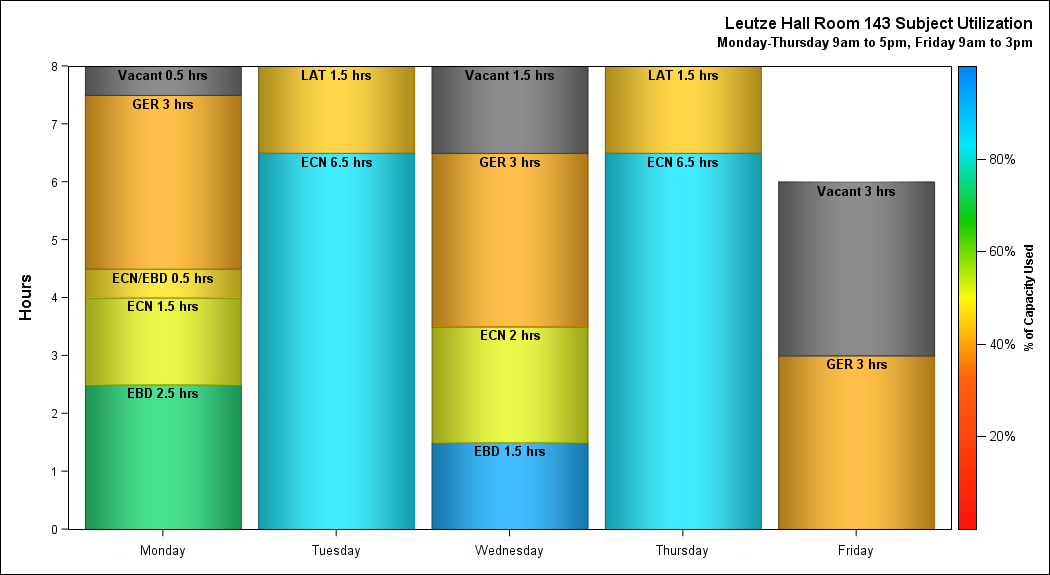 Leutze Hall Room 143 Subject Utilization
Monday-Thursday 9am to 5pm, Friday 9am to 3pm
Hours
8
7
6
5
4
3
2
1
0
Vacant 0.5 hrs
GER 3 hrs
ECN/EBD 0.5 hrs
ECN 1.5 hrs
EBD 2.5 hrs
LAT 1.5 hrs
ECN 6.5 hrs
Vacant 1.5 hrs
GER 3 hrs
ECN 2 hrs
EBD 1.5 hrs
LAT 1.5 hrs
ECN 6.5 hrs
Vacant 3 hrs
GER 3 hrs
Monday
Tuesday
Wednesday
Thursday
Friday
80%
60%
40%
20%
% of Capacity Used